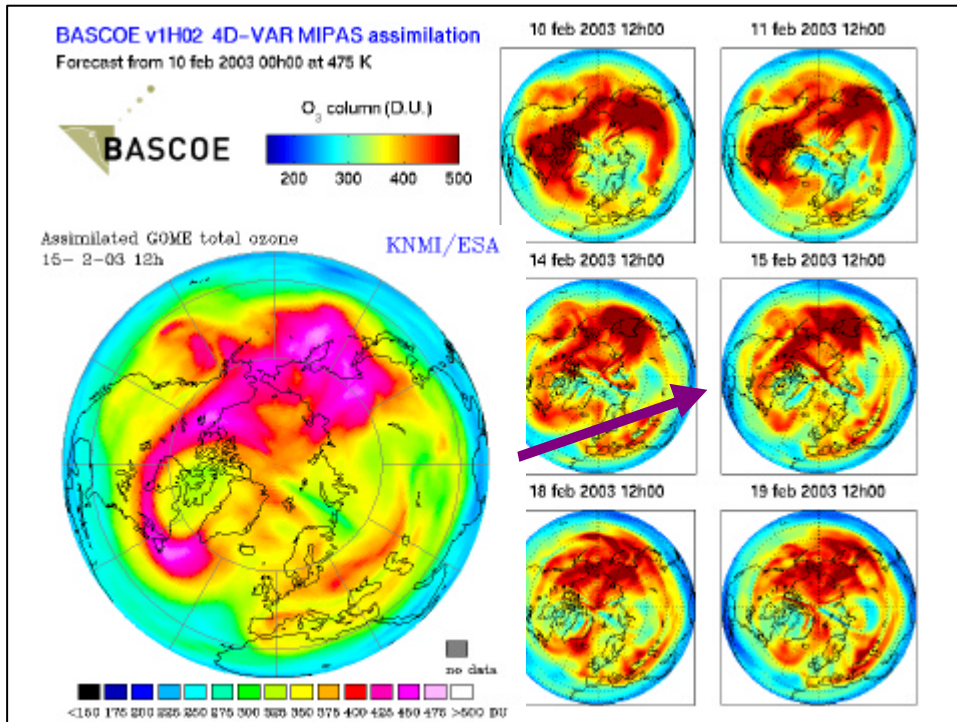 BASCOE v1H02 4D-VAR MIPAS assimilation
Forecast from 10 feb 2003 00h00 at 475 K
BASCOE
O3 column (D.U.)
200 300 400 500
Assimilated GOME total ozone
15- 2-03 12h
KNMI/ESA
no data
<150 175 200 225 250 275 300 325 350 375 400 425 450 475 >500 DU
10 feb 2003 12h00
11 feb 2003 12h00
14 feb 2003 12h00
15 feb 2003 12h00
18 feb 2003 12h00
19 feb 2003 12h00